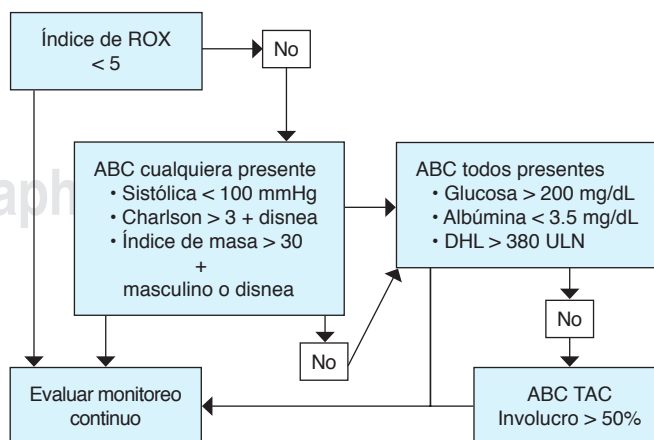 Índice de ROX
< 5
No
ABC cualquiera presente
• Sistólica < 100 mmHg
• Charlson > 3 + disnea
• Índice de masa > 30
+
masculino o disnea
ABC todos presentes
• Glucosa > 200 mg/dL
• Albúmina < 3.5 mg/dL
• DHL > 380 ULN
No
No
Evaluar monitoreo
continuo
ABC TAC
Involucro > 50%